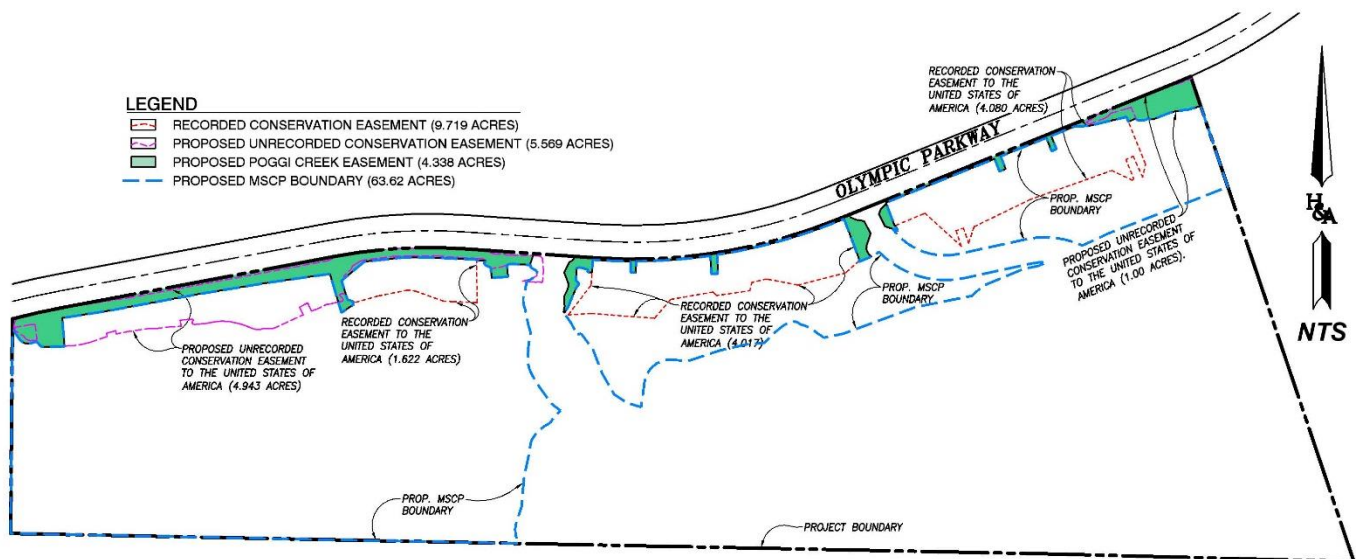 LEGEND
RECORDED CONSERVATION EASEMENT (9.719 ACRES)
PROPOSED UNRECORDED CONSERVATION EASEMENT (5.569 ACRES)
PROPOSED POGGI CREEK EASEMENT (4.338 ACRES)
PROPOSED MSCP BOUNDARY (63.62 ACRES)
RECORDED CONSERVATION
EASEMENT TO THE
UNITED STATES OF
AMERICA (4.080 ACRES)
OLYMPIC PARKWAY
H&A
NTS
PROP. MSCP
BOUNDARY
PROPOSED UNRECORDED
CONSERVATION EASEMENT
TO THE UNITED STATES OF
AMERICA (1.00 ACRES).
PROP. MSCP
BOUNDARY
RECORDED CONSERVATION
EASEMENT TO THE
UNITED STATES OF
AMERICA (4.017)
RECORDED CONSERVATION
EASEMENT TO THE
UNITED STATES OF
AMERICA (1.622 ACRES)
PROPOSED UNRECORDED
CONSERVATION EASEMENT
TO THE UNITED STATES OF
AMERICA (4.943 ACRES)
PROP. MSCP
BOUNDARY
PROJECT BOUNDARY